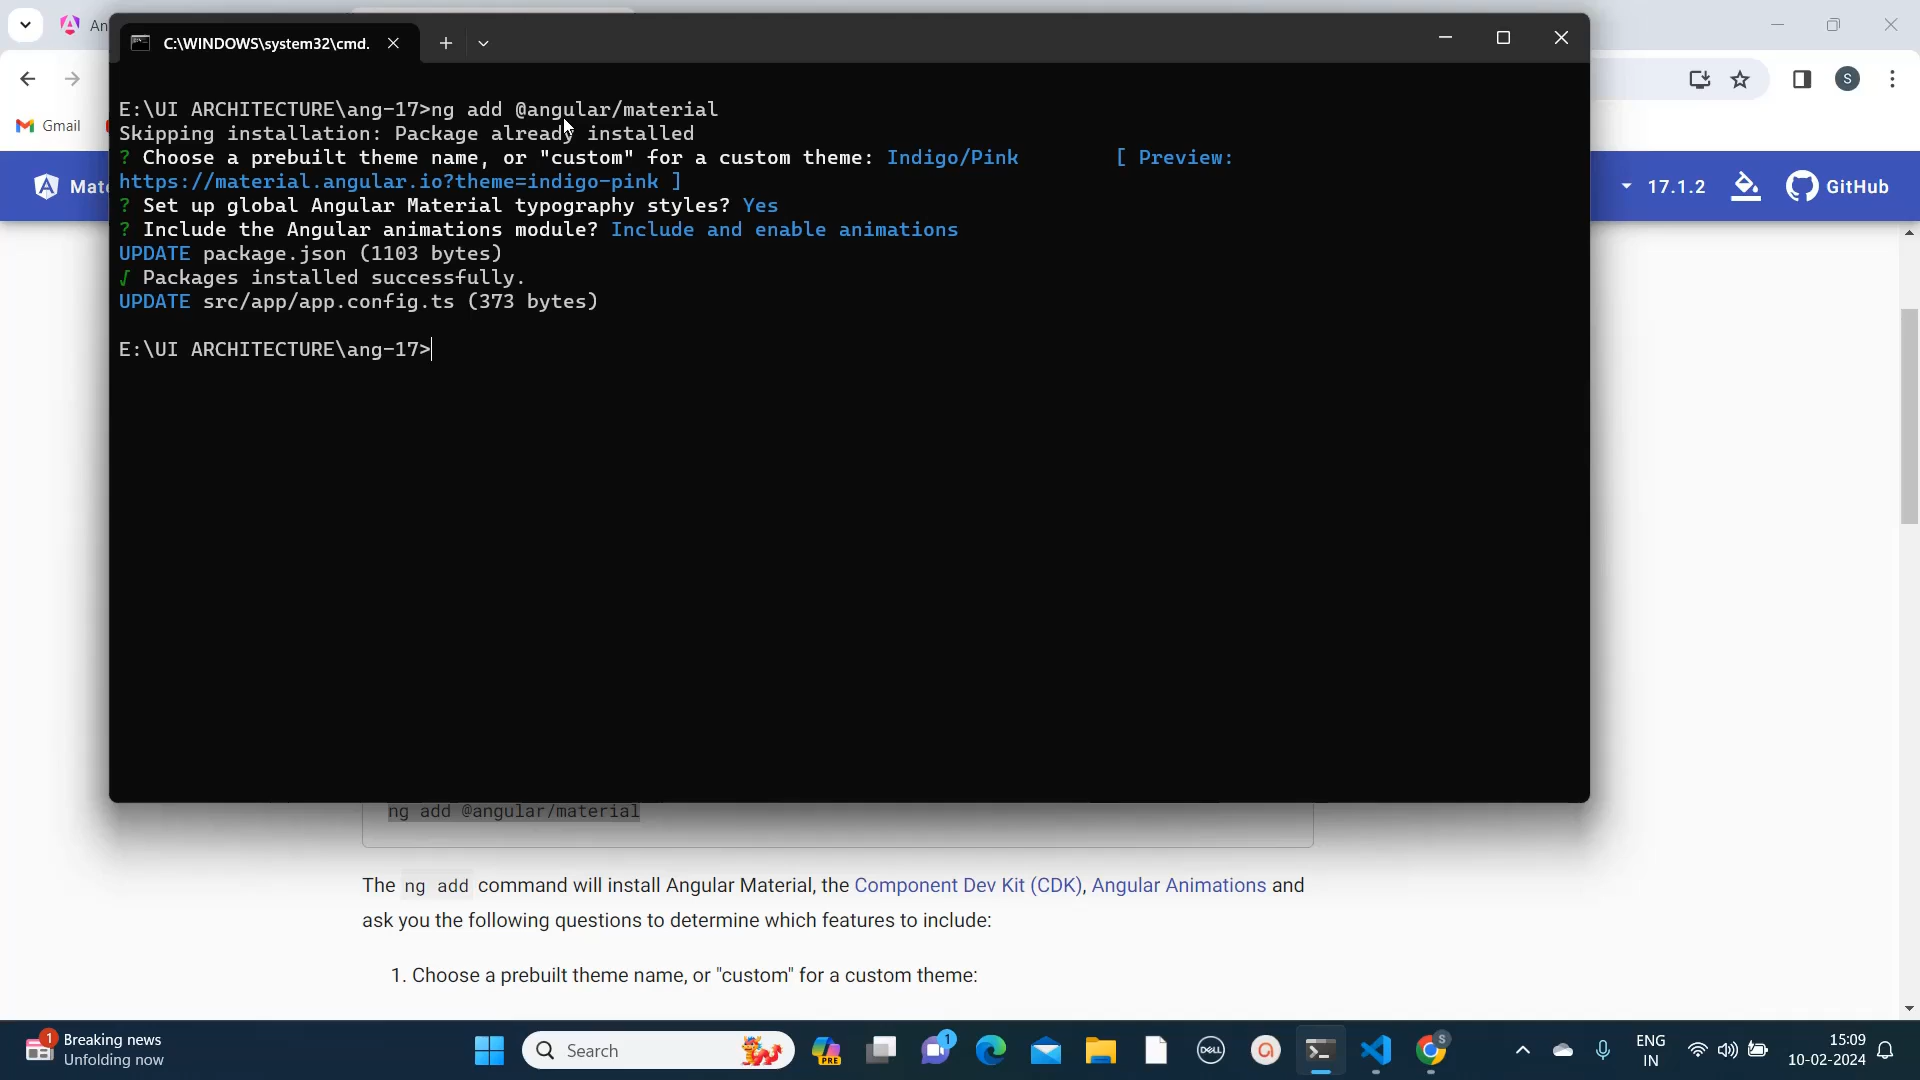 An
C:\WINDOWS\system32\cmd.
S
Gmail
E:\UI ARCHITECTURE\ang-17>ng add @angular/material
Skipping installation: Package already installed
? Choose a prebuilt theme name, or "custom" for a custom theme: Indigo/Pink [ Preview:
https://material.angular.io?theme=indigo-pink ]
? Set up global Angular Material typography styles? Yes
? Include the Angular animations module? Include and enable animations
UPDATE package.json (1103 bytes)
√ Packages installed successfully.
UPDATE src/app/app.config.ts (373 bytes)
E:\UI ARCHITECTURE\ang-17>
Mat
17.1.2
GitHub
ng add @angular/material
The ng add command will install Angular Material, the Component Dev Kit (CDK), Angular Animations and
ask you the following questions to determine which features to include:
1. Choose a prebuilt theme name, or "custom" for a custom theme:
1
Breaking news
Unfolding now
Search
PRE
1
DELL
S
ENG
IN
15:09
10-02-2024